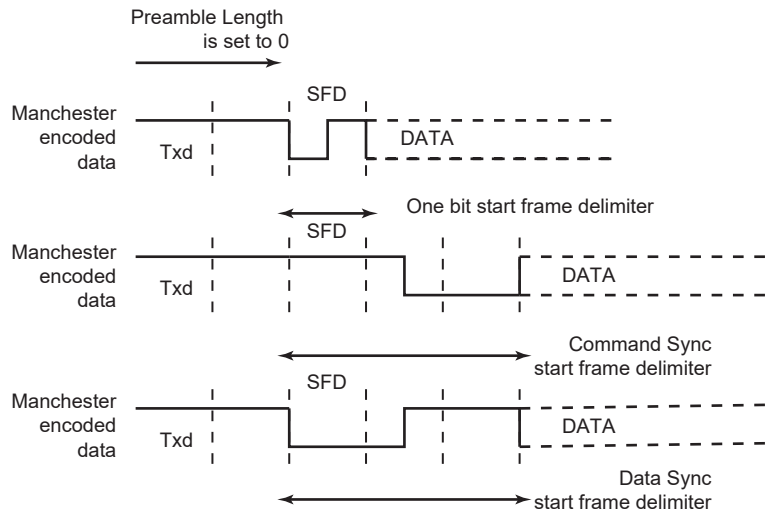 Preamble Length
is set to 0
SFD
Manchester
encoded
data
Txd
DATA
One bit start frame delimiter
SFD
Manchester
encoded
data
Txd
DATA
Command Sync
start frame delimiter
SFD
Manchester
encoded
data
Txd
DATA
Data Sync
start frame delimiter